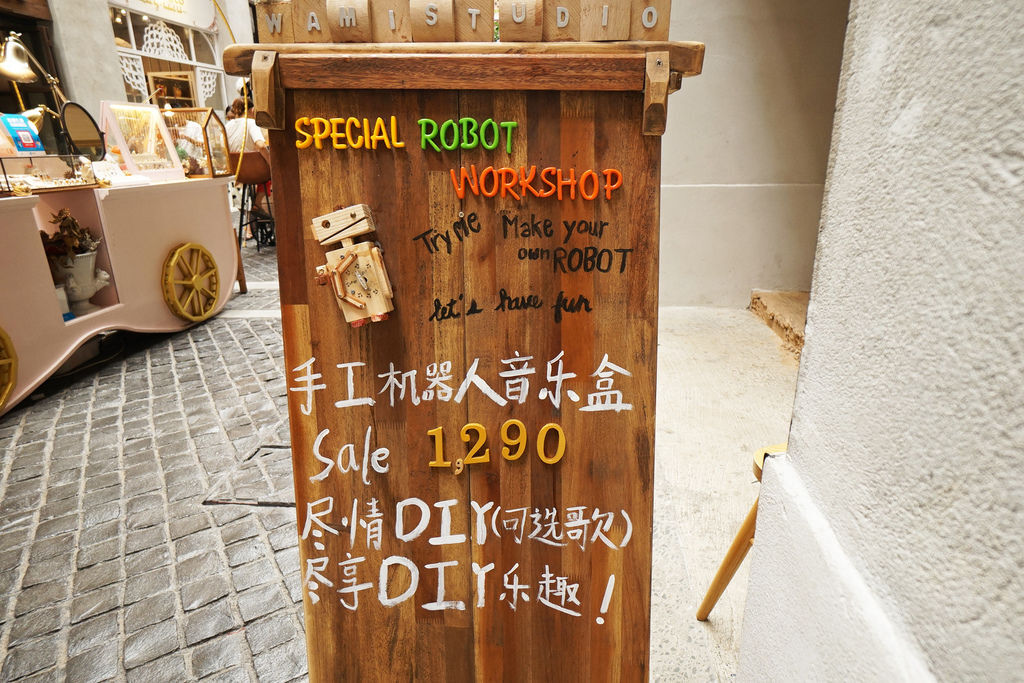 WAMISTUDIO
SPECIAL ROBOT
WORKSHOP
Try Me Make your
own ROBOT
let's have fun
手工机器人音乐盒
Sale 1,290
尽情DIY(可选歌)
尽享DIY乐趣!